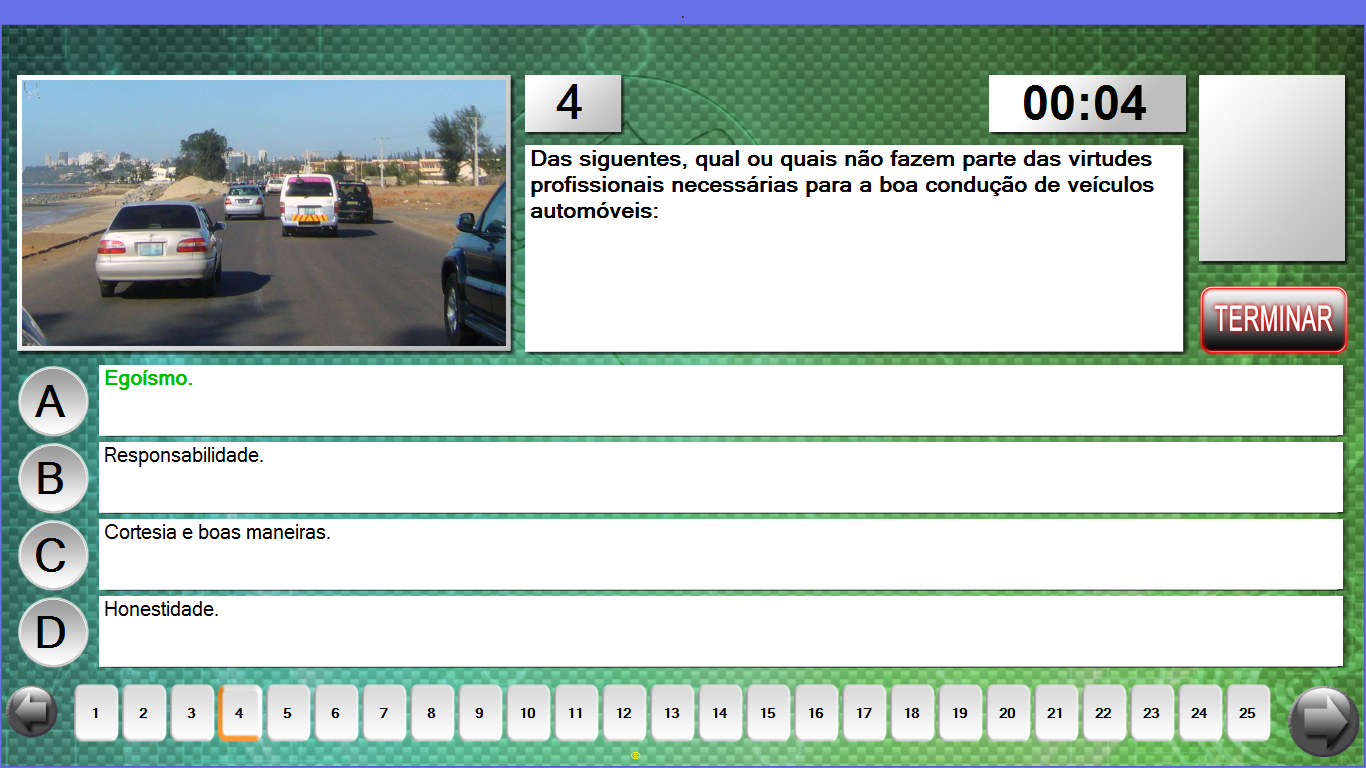 4
00:04
Das siguentes, qual ou quais não fazem parte das virtudes
profissionais necessárias para a boa condução de veículos
automóveis:
TERMINAR
A
Egoísmo.
B
Responsabilidade.
C
Cortesia e boas maneiras.
D
Honestidade.
1 2 3 4 5 6 7 8 9 10 11 12 13 14 15 16 17 18 19 20 21 22 23 24 25